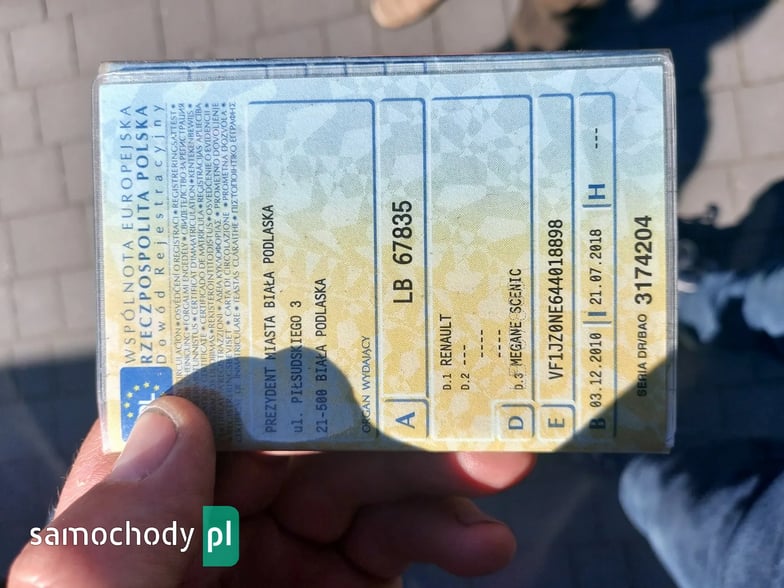 WSPÓLNOTA EUROPEJSKA
RZECZPOSPOLITA POLSKA
Dowód Rejestracyjny
PREZYDENT MIASTA BIAŁA PODLASKA
ul. PIŁSUDSKIEGO 3
21-500 BIAŁA PODLASKA
ORGAN WYDAJĄCY
A LB 67835
D.1 RENAULT
D.2 ---
----
----
D D.3 MEGANE SCENIC
E VF1JZ0NE644018898
B 03.12.2010 I 21.07.2018 H ---
SERIA DR/BAO 3174204
samochody pl